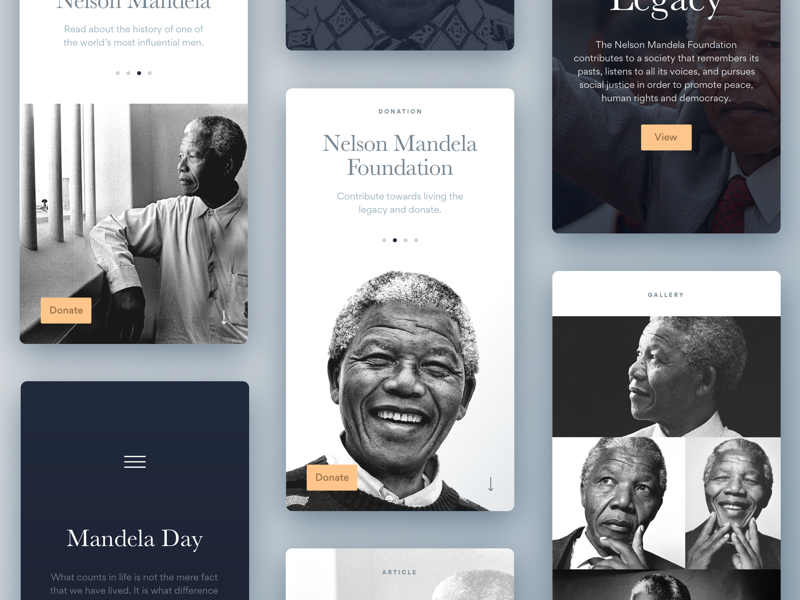 Nelson Mandela
Read about the history of one of
the world's most influential men.
Donate
Mandela Day
What counts in life is not the mere fact
that we have lived. It is what difference
DONATION
Nelson Mandela
Foundation
Contribute towards living the
legacy and donate.
Donate
ARTICLE
Legacy
The Nelson Mandela Foundation
contributes to a society that remembers its
pasts, listens to all its voices, and pursues
social justice in order to promote peace,
human rights and democracy.
View
GALLERY